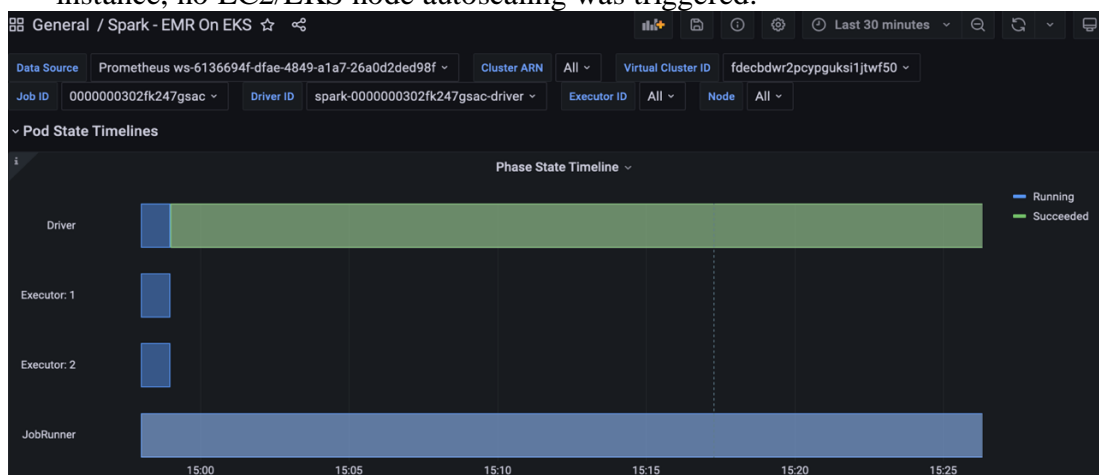 instance, no EC2/EKS node autoscaling was triggered.
General / Spark - EMR On EKS
Last 30 minutes
Data Source Prometheus ws-6136694f-dfae-4849-a1a7-26a0d2ded98f Cluster ARN All Virtual Cluster ID fdecbdwr2pcypguksi1jtwf50
Job ID 0000000302fk247gsac Driver ID spark-0000000302fk247gsac-driver Executor ID All Node All
Pod State Timelines
i
Phase State Timeline
Running
Succeeded
Driver
Executor: 1
Executor: 2
JobRunner
15:00 15:05 15:10 15:15 15:20 15:25